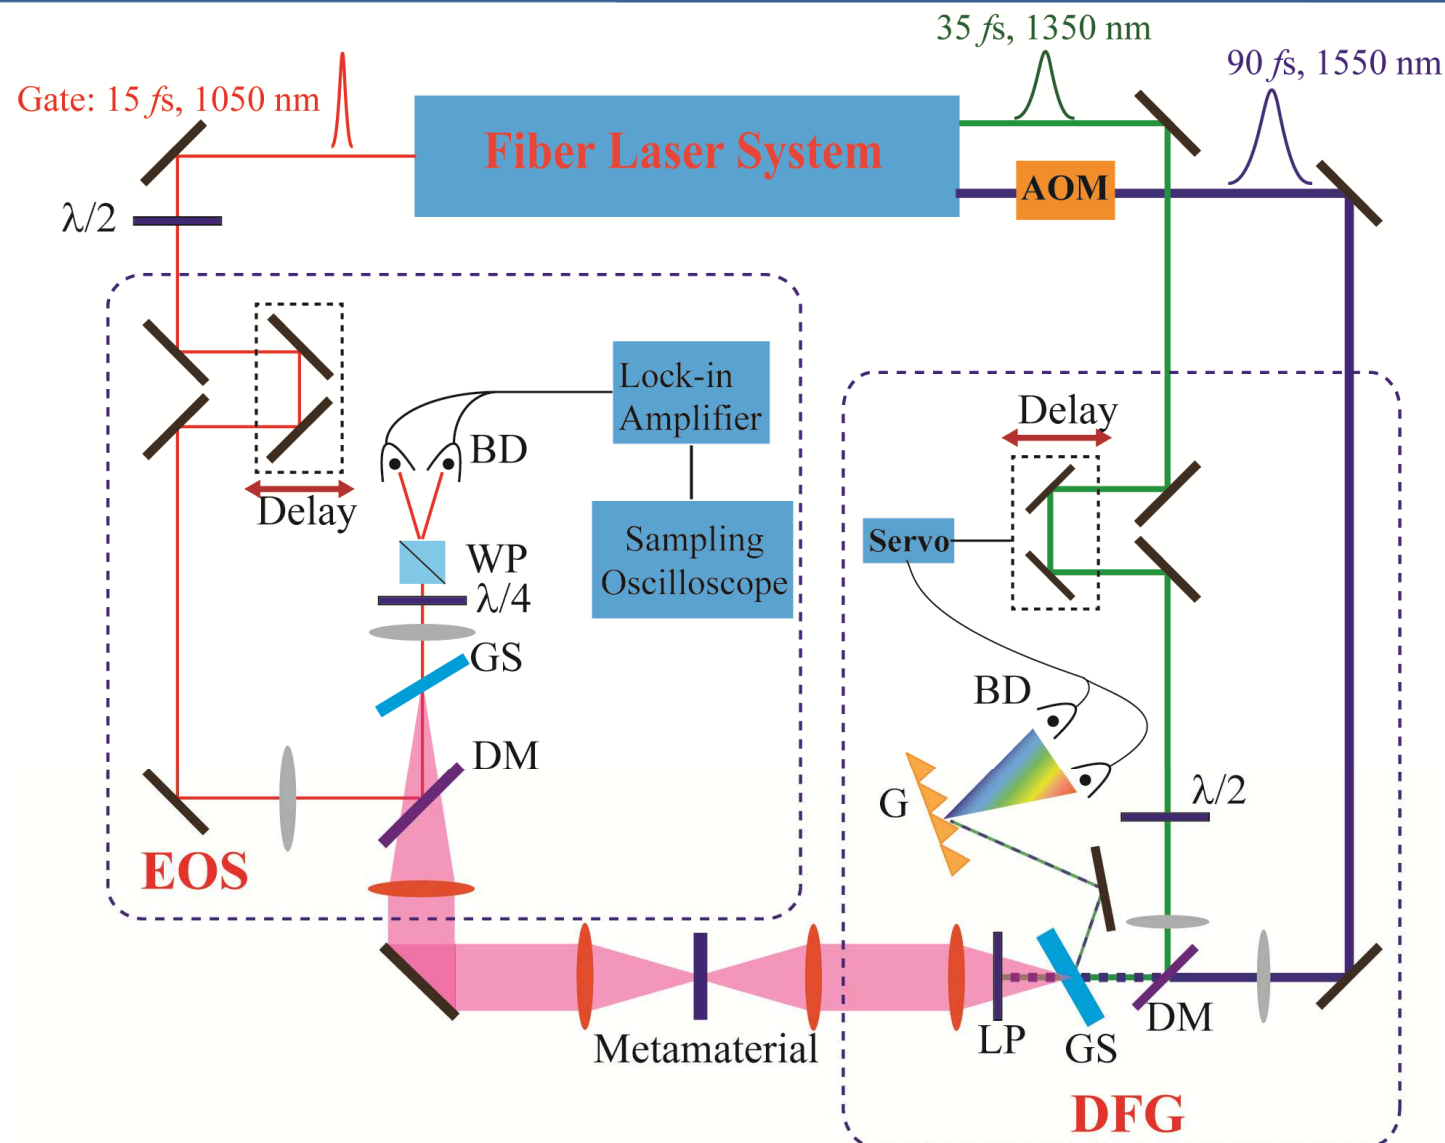 35 fs, 1350 nm
90 fs, 1550 nm
Gate: 15 fs, 1050 nm
Fiber Laser System
AOM
λ/2
Lock-in
Amplifier
BD
Delay
Delay
Sampling
Oscilloscope
Servo
WP
λ/4
GS
BD
DM
G
λ/2
EOS
Metamaterial
LP
GS
DM
DFG